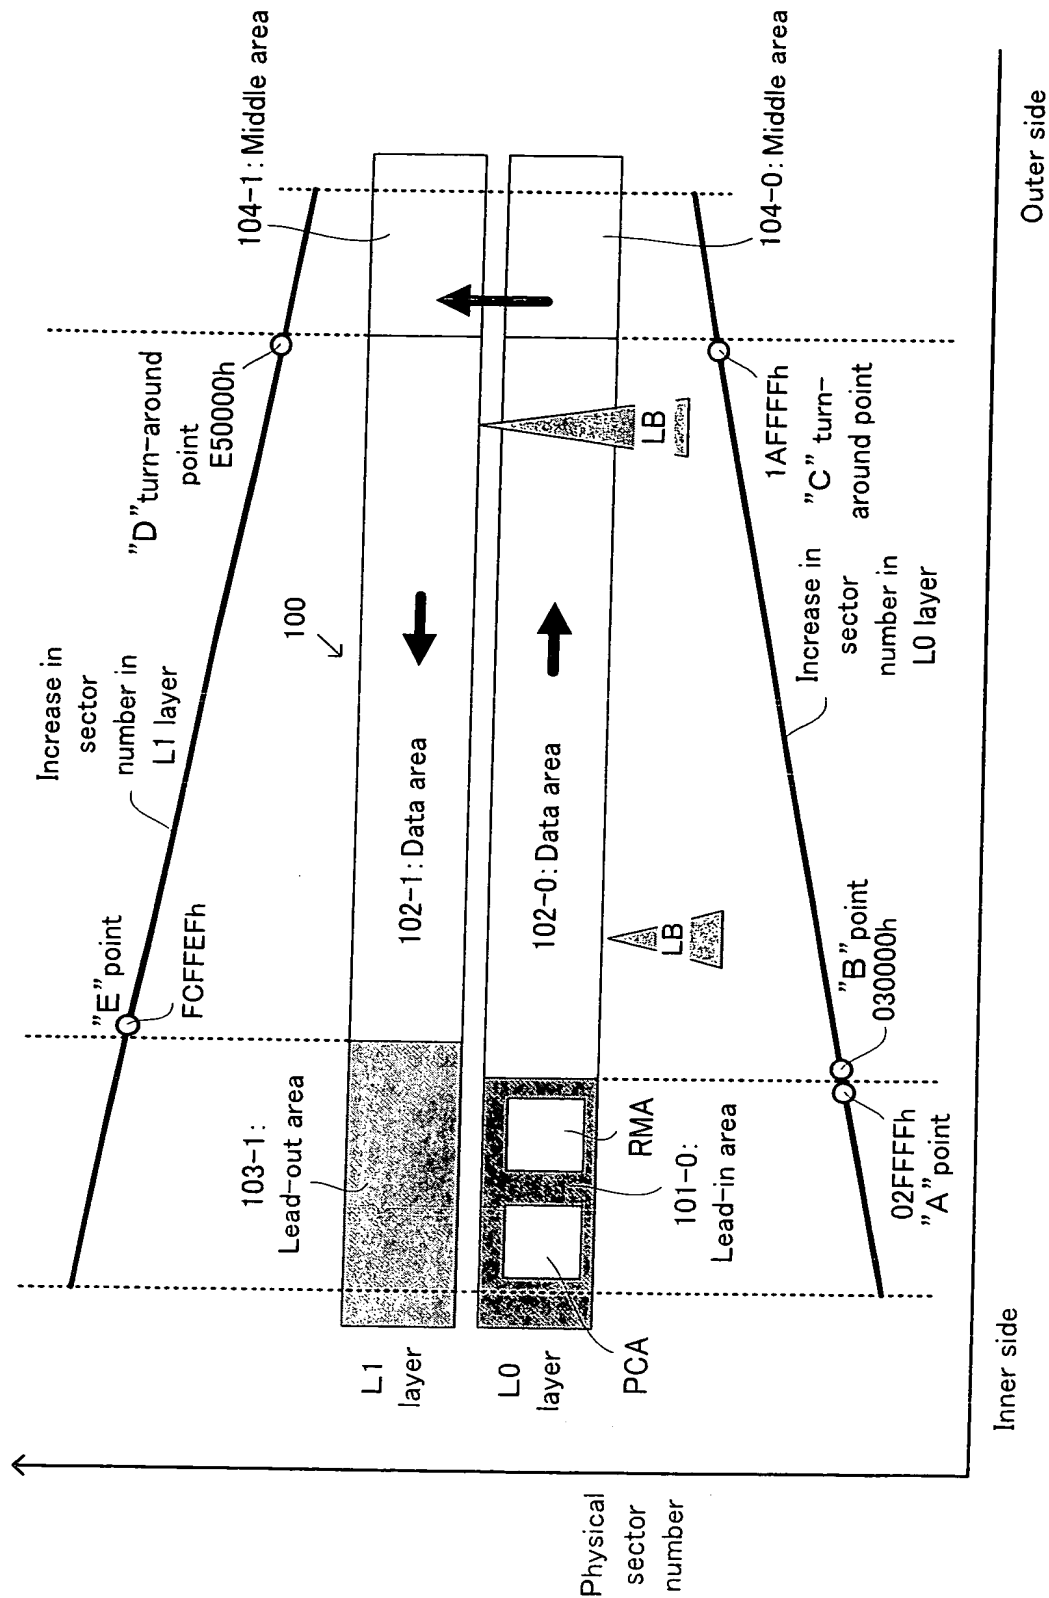 Physical
sector
number
"E"point
FCFFEFh
Increase in
sector
number in
L1 layer
"D"turn-around
point
E50000h
104-1: Middle area
100
103-1:
Lead-out area
L1
layer
102-1: Data area
L0
layer
102-0: Data area
PCA
RMA
101-0:
Lead-in area
LB
LB
104-0: Middle area
02FFFFh
"A"point
"B"point
030000h
Increase in
sector
number in
L0 layer
1AFFFFh
"C" turn-
around point
Inner side
Outer side